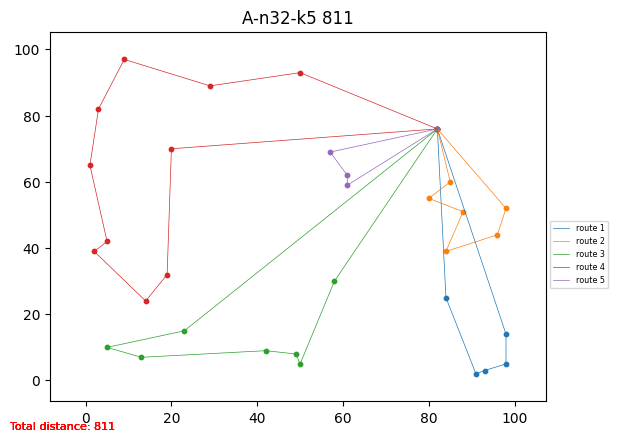 A-n32-k5 811
100
80
60
40
20
0
0 20 40 60 80 100
route 1
route 2
route 3
route 4
route 5
Total distance: 811